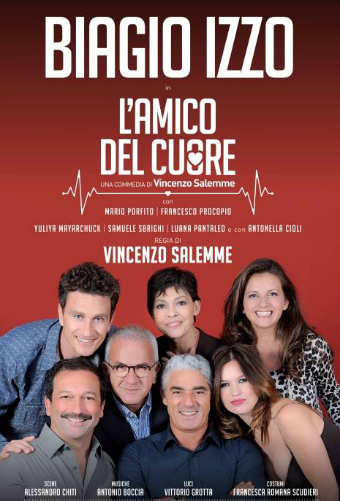 BIAGIO IZZO
in
L'AMICO
DEL CUORE
UNA COMMEDIA DI Vincenzo Salemme
con
MARIO PORFITO | FRANCESCO PROCOPIO
YULIYA MAYARCHUCK | SAMUELE SBRIGHI | LUANA PANTALEO e con ANTONELLA CIOLI
REGIA DI
VINCENZO SALEMME
SCENE
ALESSANDRO CHITI
MUSICHE
ANTONIO BOCCIA
LUCI
VITTORIO GROTTA
COSTUMI
FRANCESCA ROMANA SCUDIERI